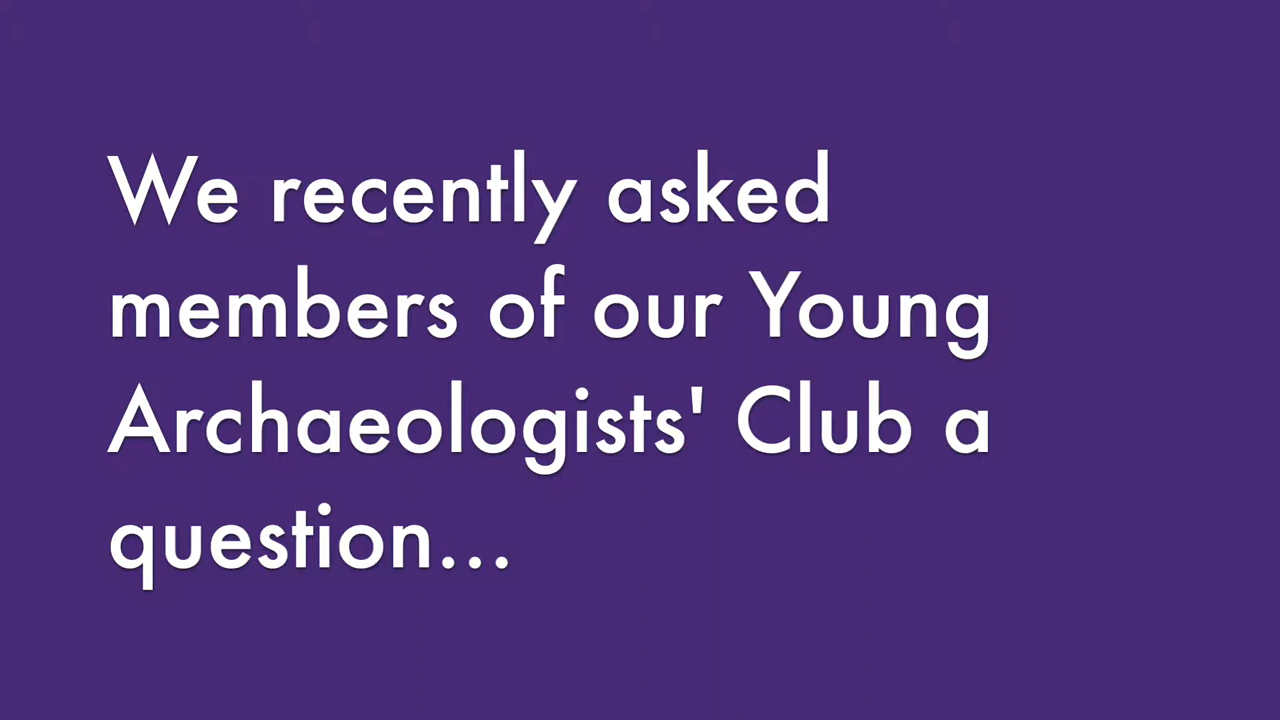 We recently asked
members of our Young
Archaeologists' Club a
question...